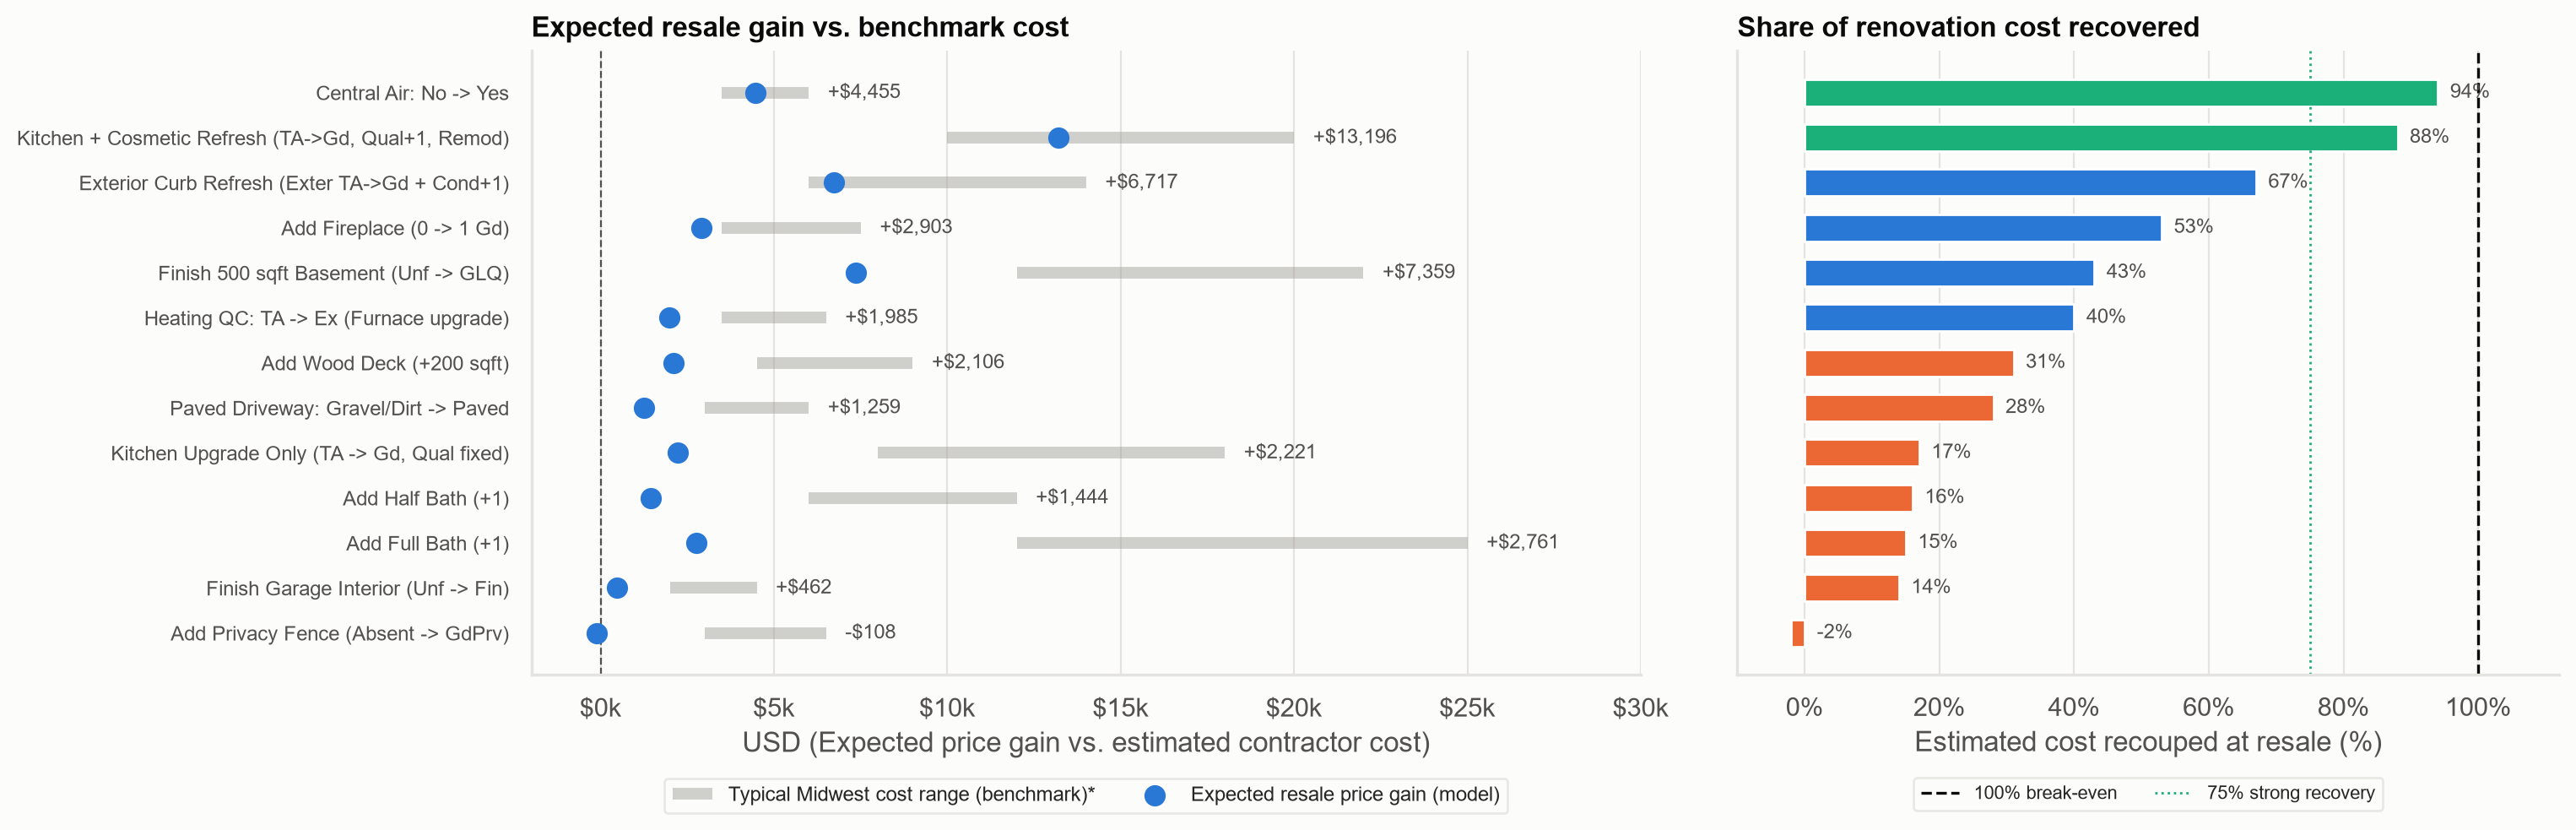 Expected resale gain vs. benchmark cost
Central Air: No -> Yes
+$4,455
Kitchen + Cosmetic Refresh (TA->Gd, Qual+1, Remod)
+$13,196
Exterior Curb Refresh (Exter TA->Gd + Cond+1)
+$6,717
Add Fireplace (0 -> 1 Gd)
+$2,903
Finish 500 sqft Basement (Unf -> GLQ)
+$7,359
Heating QC: TA -> Ex (Furnace upgrade)
+$1,985
Add Wood Deck (+200 sqft)
+$2,106
Paved Driveway: Gravel/Dirt -> Paved
+$1,259
Kitchen Upgrade Only (TA -> Gd, Qual fixed)
+$2,221
Add Half Bath (+1)
+$1,444
Add Full Bath (+1)
+$2,761
Finish Garage Interior (Unf -> Fin)
+$462
Add Privacy Fence (Absent -> GdPrv)
-$108
$0k $5k $10k $15k $20k $25k $30k
USD (Expected price gain vs. estimated contractor cost)
Typical Midwest cost range (benchmark)* Expected resale price gain (model)
Share of renovation cost recovered
94%
88%
67%
53%
43%
40%
31%
28%
17%
16%
15%
14%
-2%
0% 20% 40% 60% 80% 100%
Estimated cost recouped at resale (%)
100% break-even 75% strong recovery